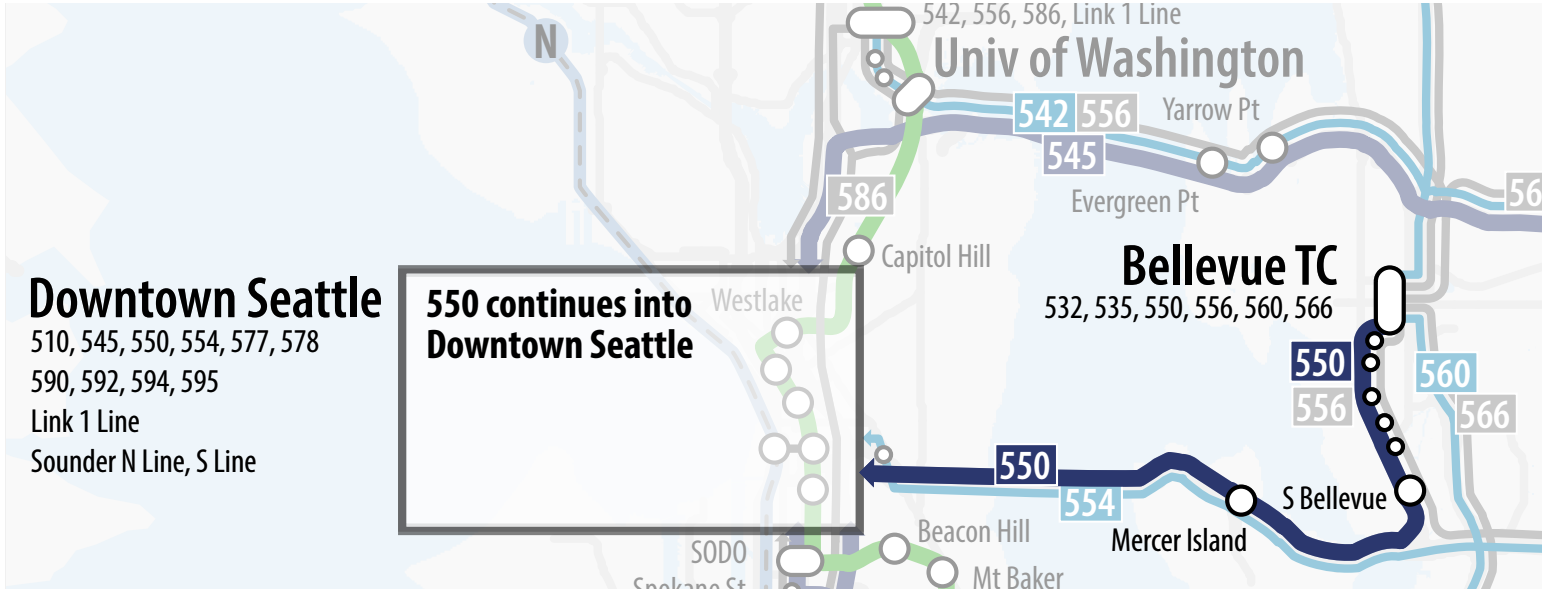 542, 556, 586, Link 1 Line
Univ of Washington
N
542
556
545
Yarrow Pt
Evergreen Pt
586
56
Capitol Hill
Bellevue TC
532, 535, 550, 556, 560, 566
Downtown Seattle
510, 545, 550, 554, 577, 578
590, 592, 594, 595
Link 1 Line
Sounder N Line, S Line
550 continues into
Downtown Seattle
Westlake
550
556
560
566
550
554
S Bellevue
Mercer Island
Beacon Hill
SODO
Mt Baker
Spokane St